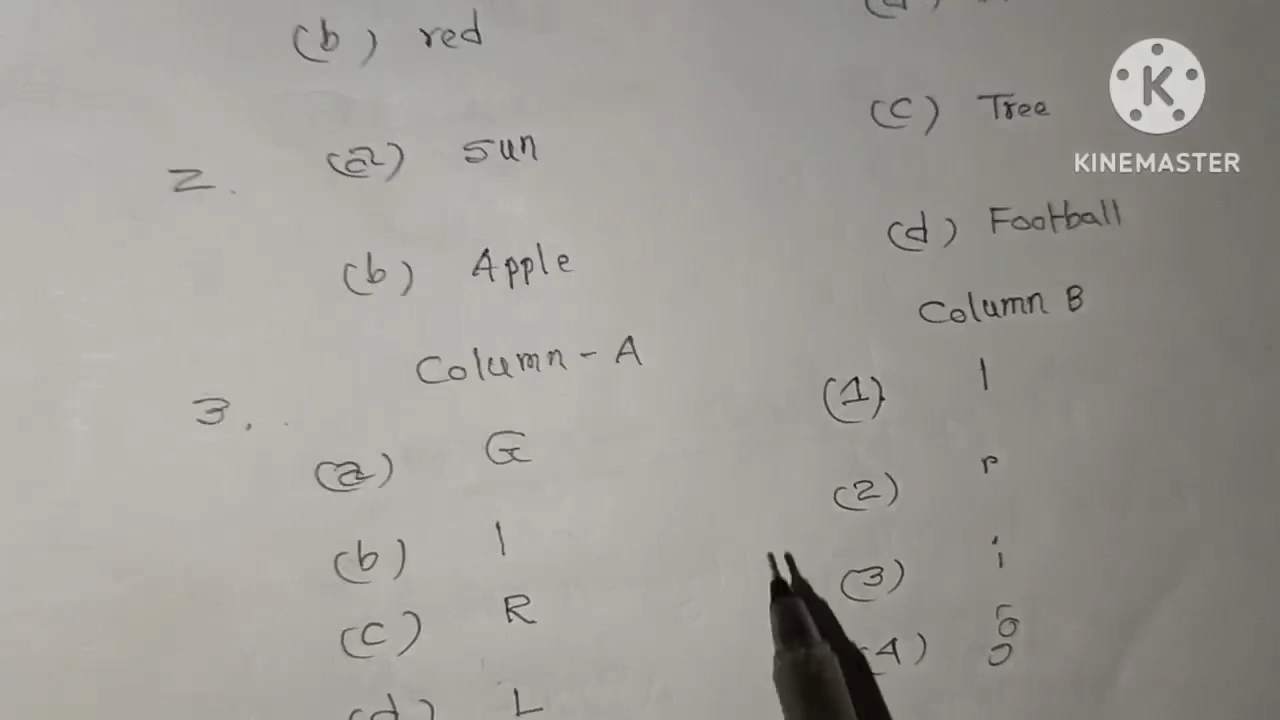 (b) red
(c) Tree
2. (a) sun
(d) Football
(b) Apple
Column B
Column - A
3.
(1) l
(a) G
(2) r
(b) I
(3) i
(c) R
(4) g
(d) L
KINEMASTER